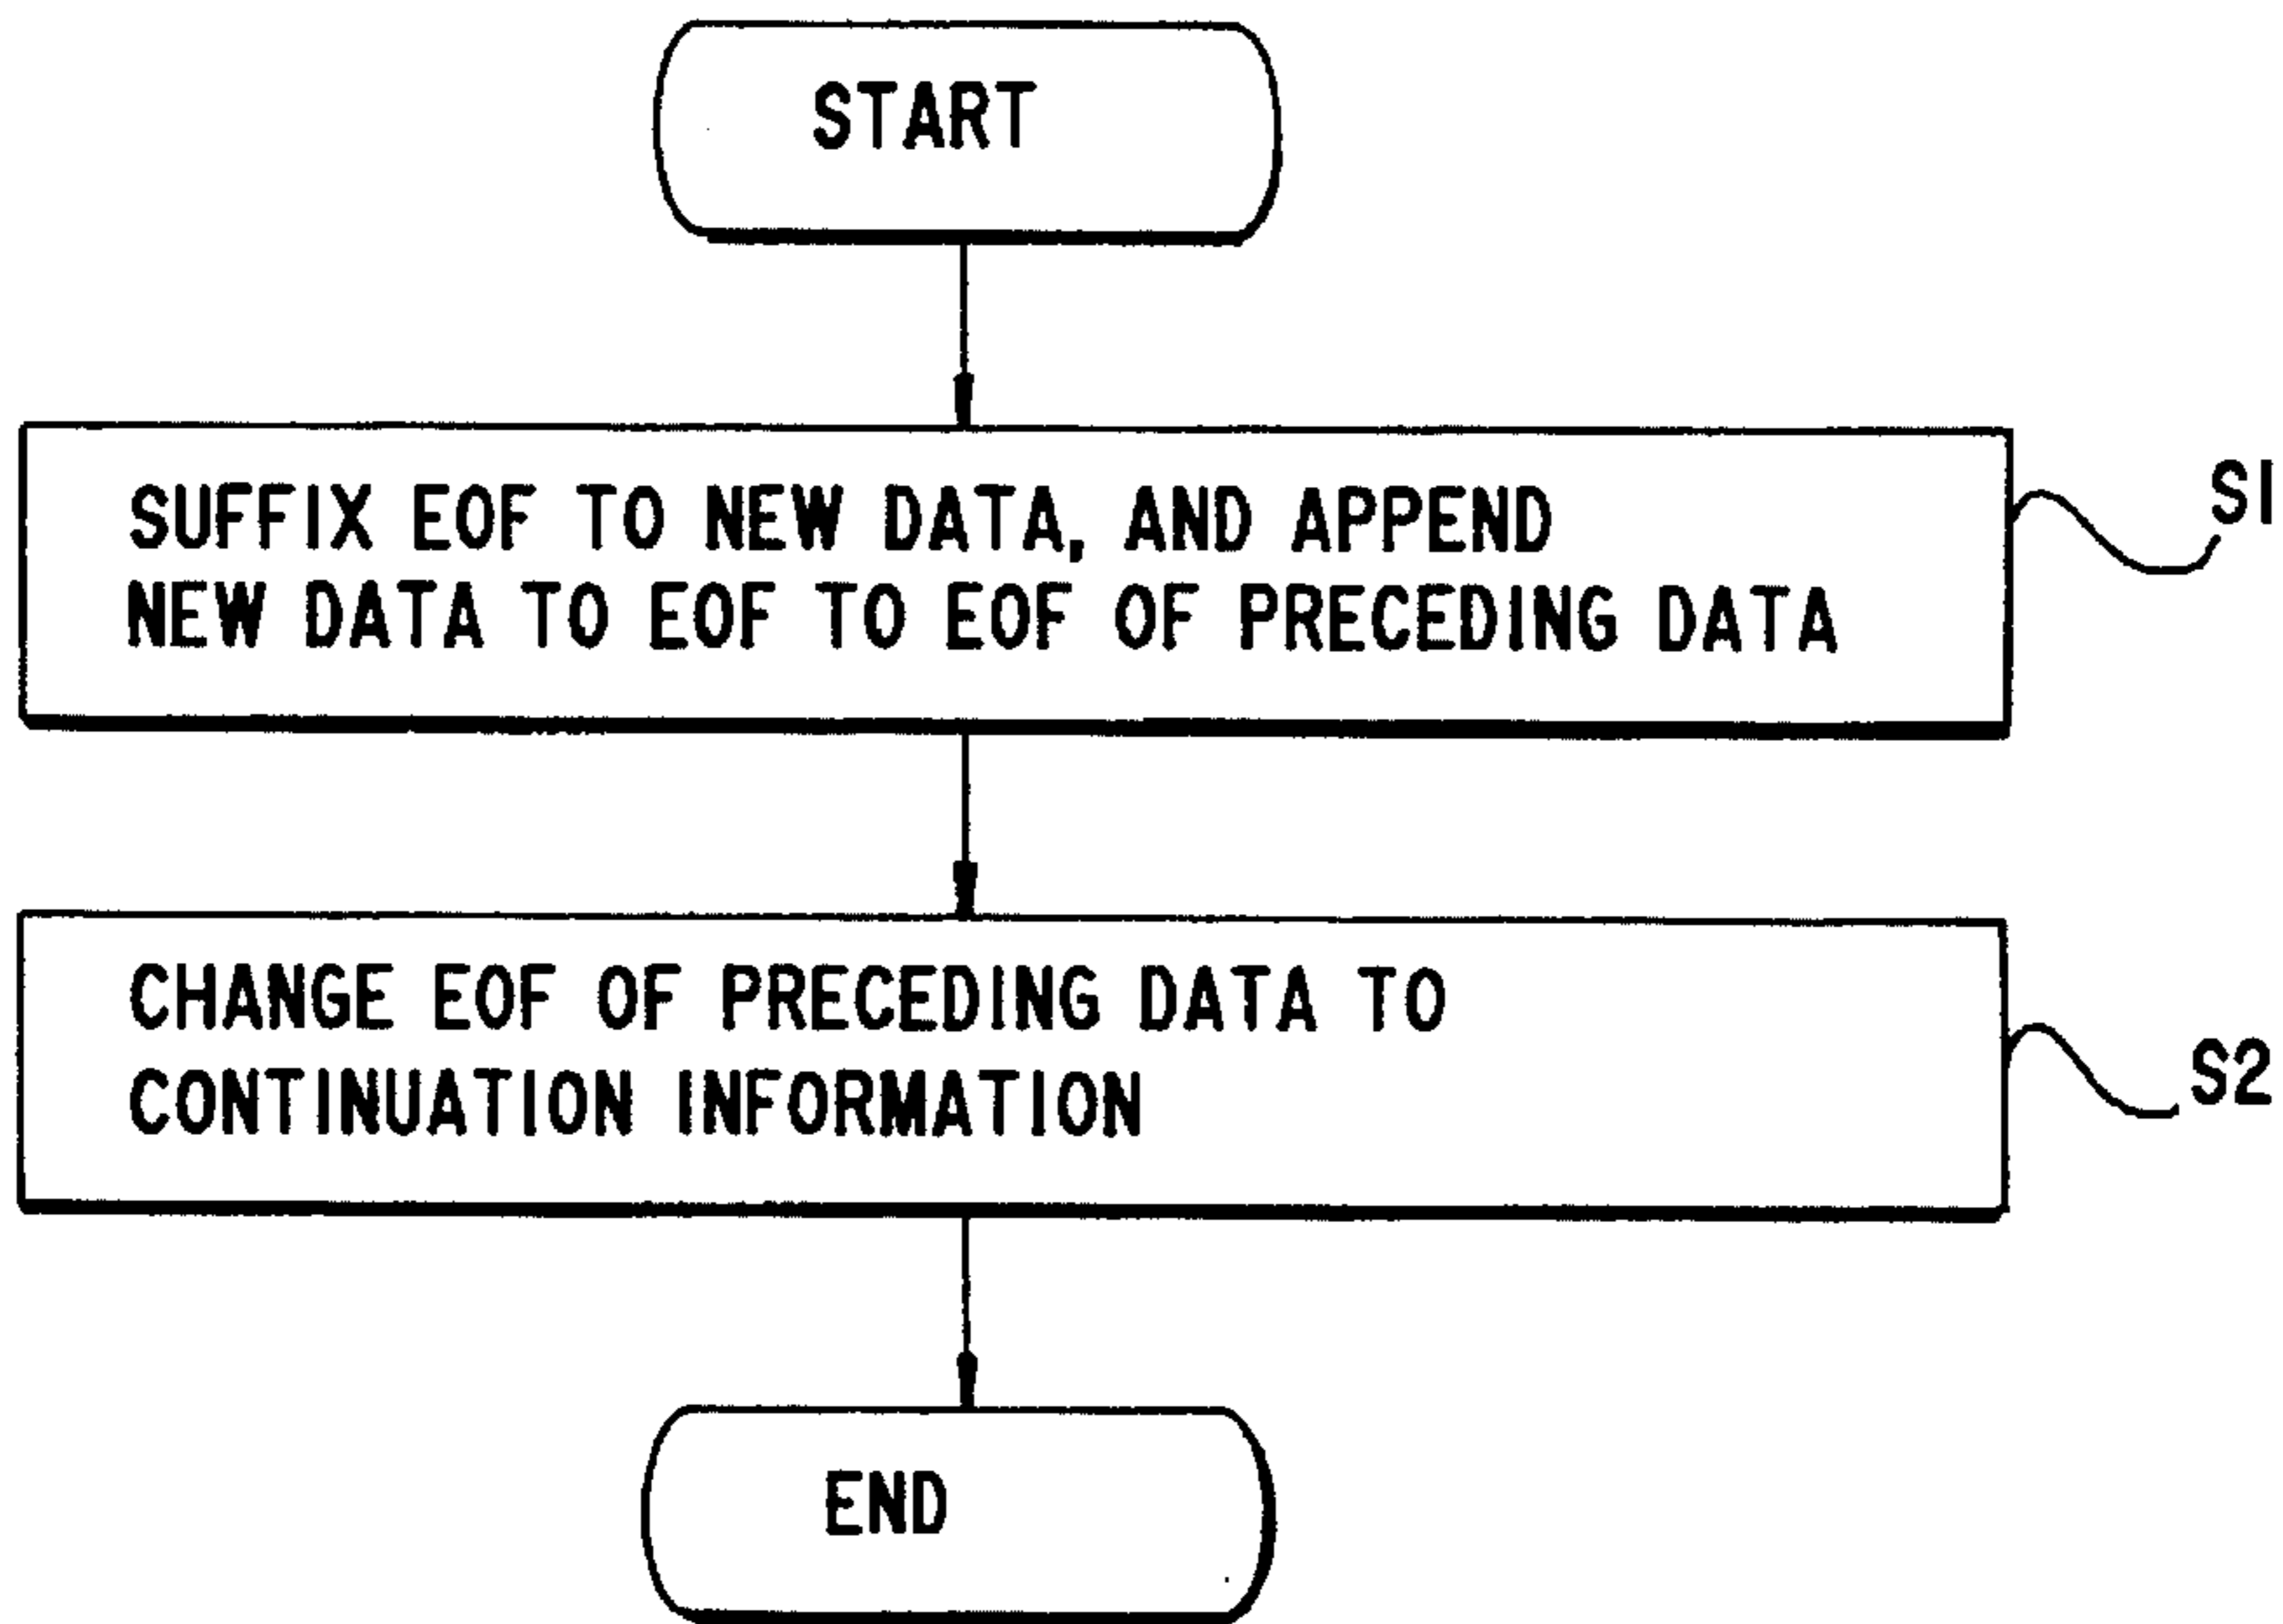 START
SUFFIX EOF TO NEW DATA, AND APPEND
NEW DATA TO EOF TO EOF OF PRECEDING DATA
S1
CHANGE EOF OF PRECEDING DATA TO
CONTINUATION INFORMATION
S2
END